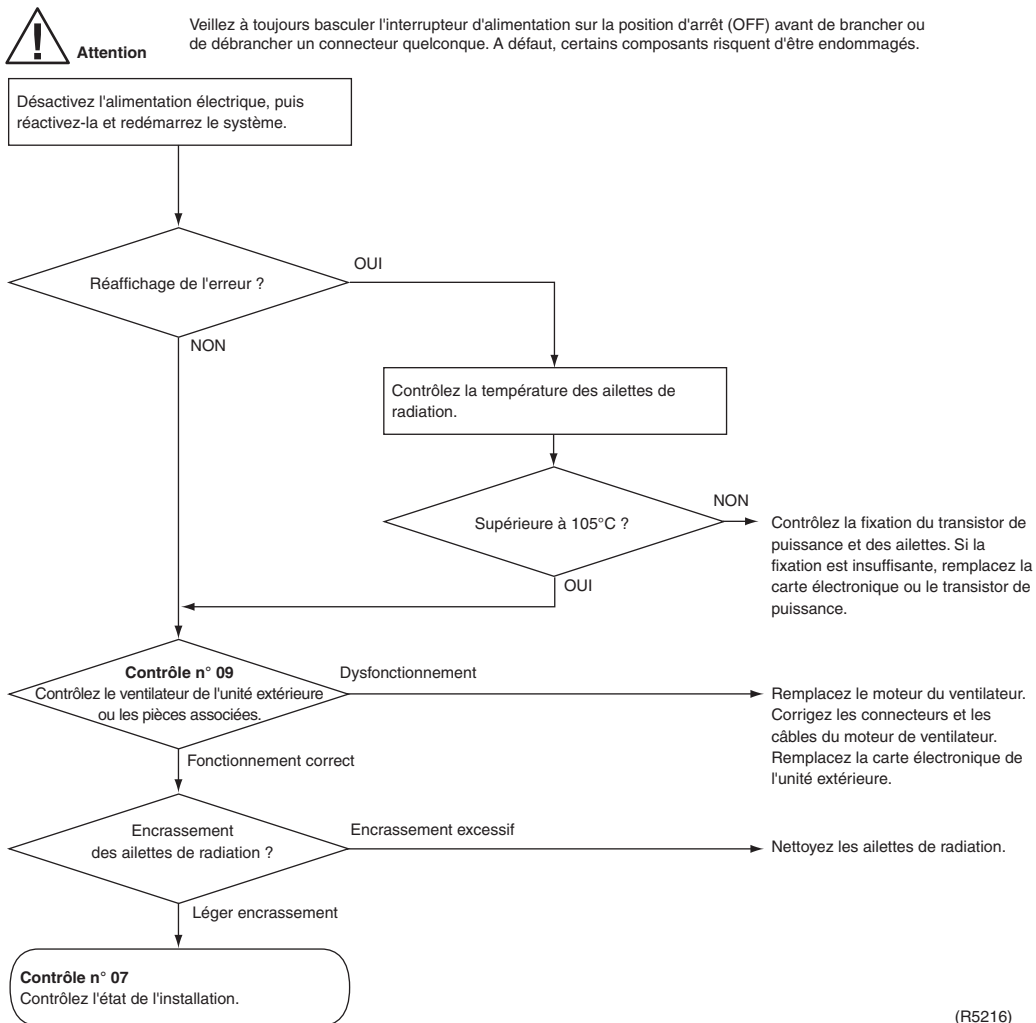 Veillez à toujours basculer l'interrupteur d'alimentation sur la position d'arrêt (OFF) avant de brancher ou
de débrancher un connecteur quelconque. A défaut, certains composants risquent d'être endommagés.
Attention
Désactivez l'alimentation électrique, puis
réactivez-la et redémarrez le système.
Réaffichage de l'erreur ?
OUI
NON
Contrôlez la température des ailettes de
radiation.
Supérieure à 105°C ?
NON
OUI
Contrôlez la fixation du transistor de
puissance et des ailettes. Si la
fixation est insuffisante, remplacez la
carte électronique ou le transistor de
puissance.
Contrôle n° 09
Contrôlez le ventilateur de l'unité extérieure
ou les pièces associées.
Dysfonctionnement
Remplacez le moteur du ventilateur.
Corrigez les connecteurs et les
câbles du moteur de ventilateur.
Remplacez la carte électronique de
l'unité extérieure.
Fonctionnement correct
Encrassement
des ailettes de radiation ?
Encrassement excessif
Nettoyez les ailettes de radiation.
Léger encrassement
Contrôle n° 07
Contrôlez l'état de l'installation.
(R5216)